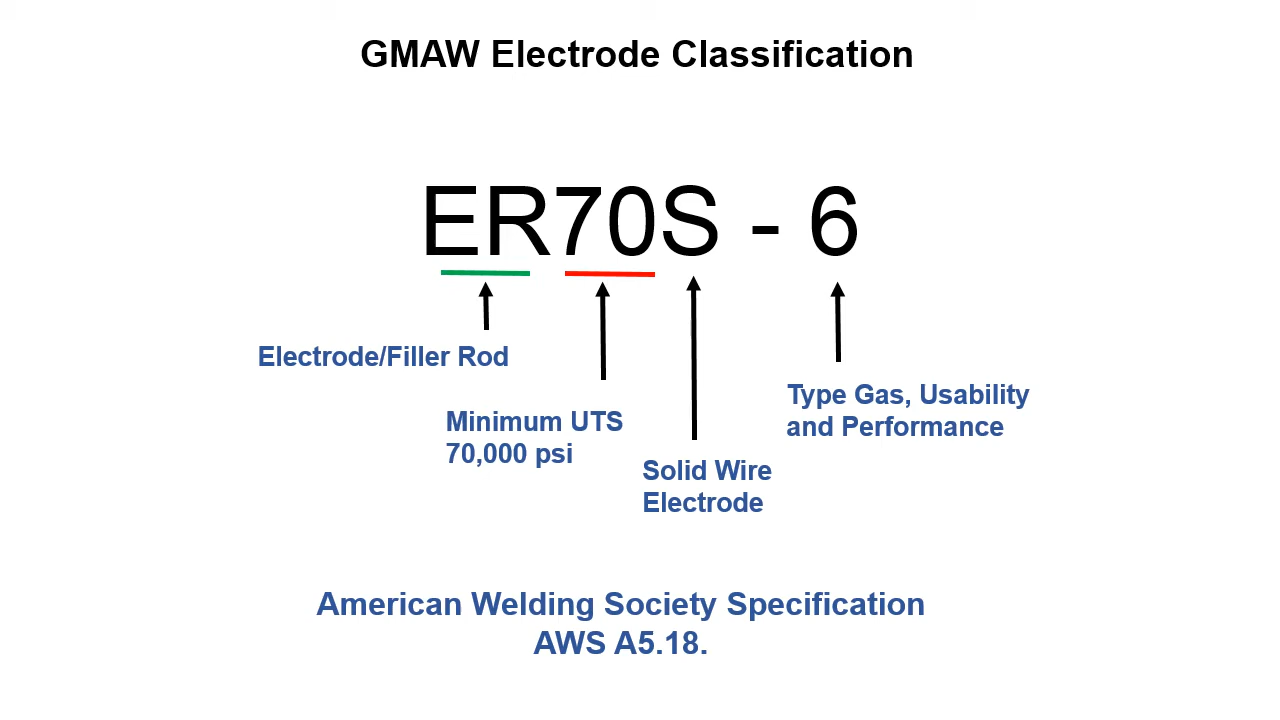 GMAW Electrode Classification
ER70S - 6
Electrode/Filler Rod
Minimum UTS
70,000 psi
Solid Wire
Electrode
Type Gas, Usability
and Performance
American Welding Society Specification
AWS A5.18.